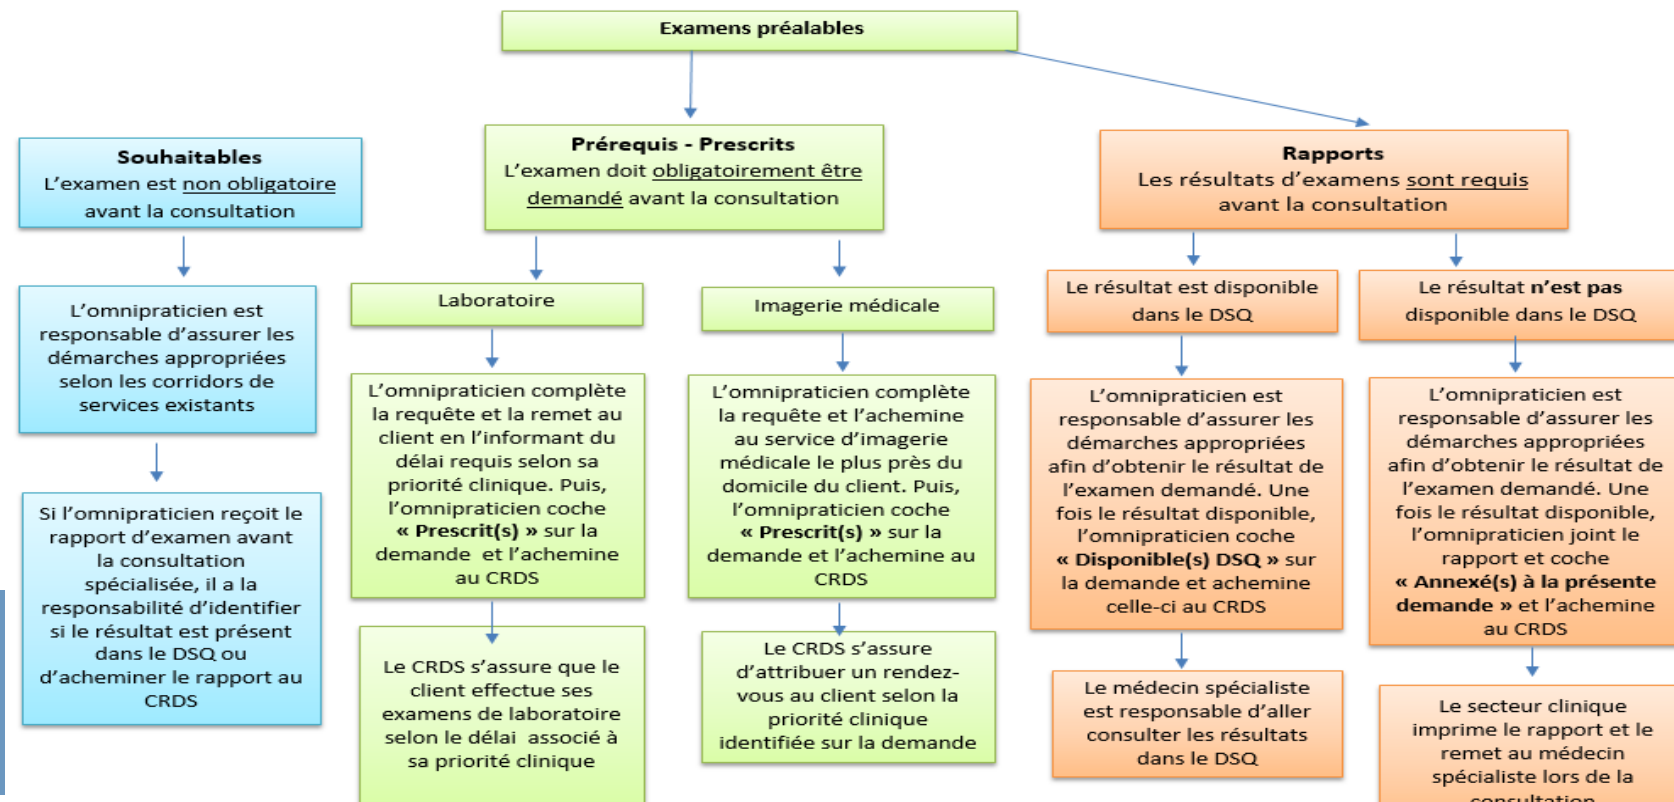 Examens préalables
Souhaitables
L’examen est non obligatoire
avant la consultation
L’omnipraticien est
responsable d’assurer les
démarches appropriées
selon les corridors de
services existants
Si l’omnipraticien reçoit le
rapport d’examen avant
la consultation
spécialisée, il a la
responsabilité d’identifier
si le résultat est présent
dans le DSQ ou
d’acheminer le rapport au
CRDS
Prérequis - Prescrits
L’examen doit obligatoirement être
demandé avant la consultation
Laboratoire
L’omnipraticien complète
la requête et la remet au
client en l’informant du
délai requis selon sa
priorité clinique. Puis,
l’omnipraticien coche
« Prescrit(s) » sur la
demande et l’achemine
au CRDS
Le CRDS s’assure que le
client effectue ses
examens de laboratoire
selon le délai associé à
sa priorité clinique
Imagerie médicale
L’omnipraticien complète
la requête et l’achemine
au service d’imagerie
médicale le plus près du
domicile du client. Puis,
l’omnipraticien coche
« Prescrit(s) » sur la
demande et l’achemine au
CRDS
Le CRDS s’assure
d’attribuer un rendez-
vous au client selon la
priorité clinique
identifiée sur la demande
Rapports
Les résultats d’examens sont requis
avant la consultation
Le résultat est disponible
dans le DSQ
L’omnipraticien est
responsable d’assurer les
démarches appropriées
afin d’obtenir le résultat de
l’examen demandé. Une
fois le résultat disponible,
l’omnipraticien coche
« Disponible(s) DSQ » sur
la demande et achemine
celle-ci au CRDS
Le médecin spécialiste
est responsable d’aller
consulter les résultats
dans le DSQ
Le résultat n’est pas
disponible dans le DSQ
L’omnipraticien est
responsable d’assurer les
démarches appropriées
afin d’obtenir le résultat de
l’examen demandé. Une
fois le résultat disponible,
l’omnipraticien joint le
rapport et coche
« Annexé(s) à la présente
demande » et l’achemine
au CRDS
Le secteur clinique
imprime le rapport et le
remet au médecin
spécialiste lors de la
consultation